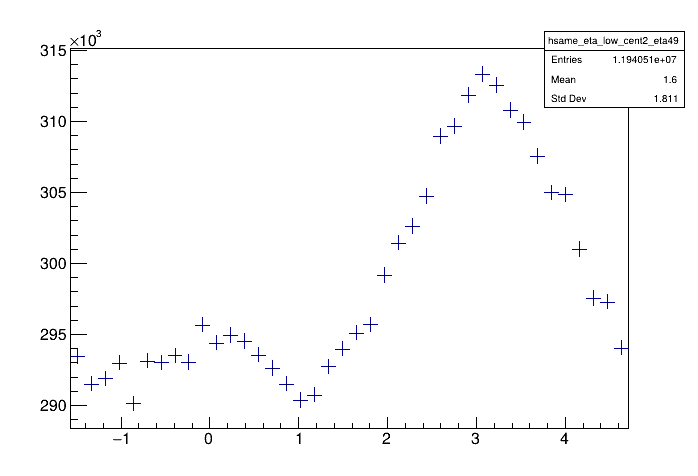 hsame_eta_low_cent2_eta49
Entries 1.194051e+07
Mean 1.6
Std Dev 1.811
×10³
315
310
305
300
295
290
−1 0 1 2 3 4